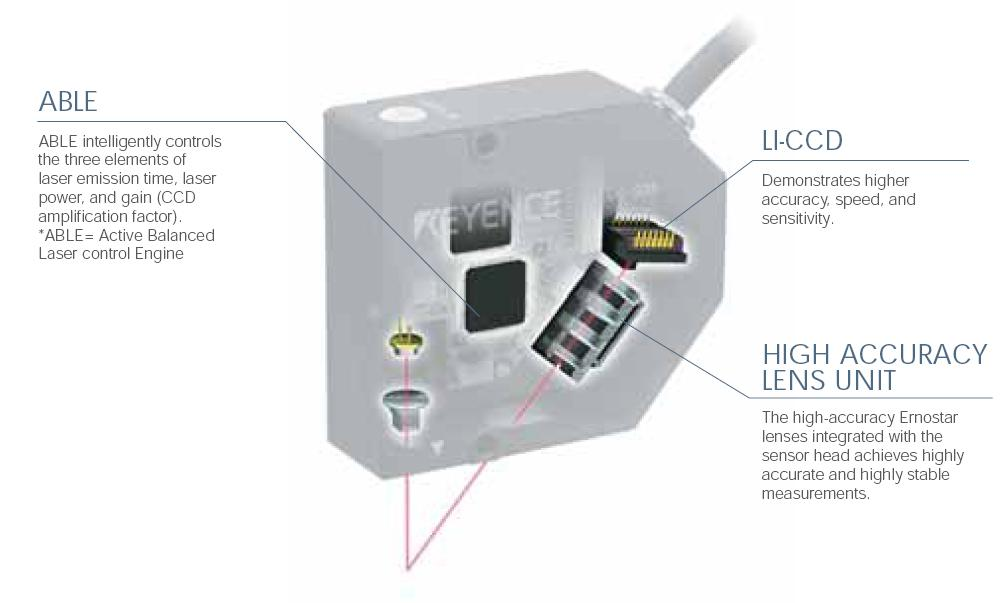 ABLE
ABLE intelligently controls
the three elements of
laser emission time, laser
power, and gain (CCD
amplification factor).
*ABLE= Active Balanced
Laser control Engine
KEYENCE
LI-CCD
Demonstrates higher
accuracy, speed, and
sensitivity.
HIGH ACCURACY
LENS UNIT
The high-accuracy Ernostar
lenses integrated with the
sensor head achieves highly
accurate and highly stable
measurements.